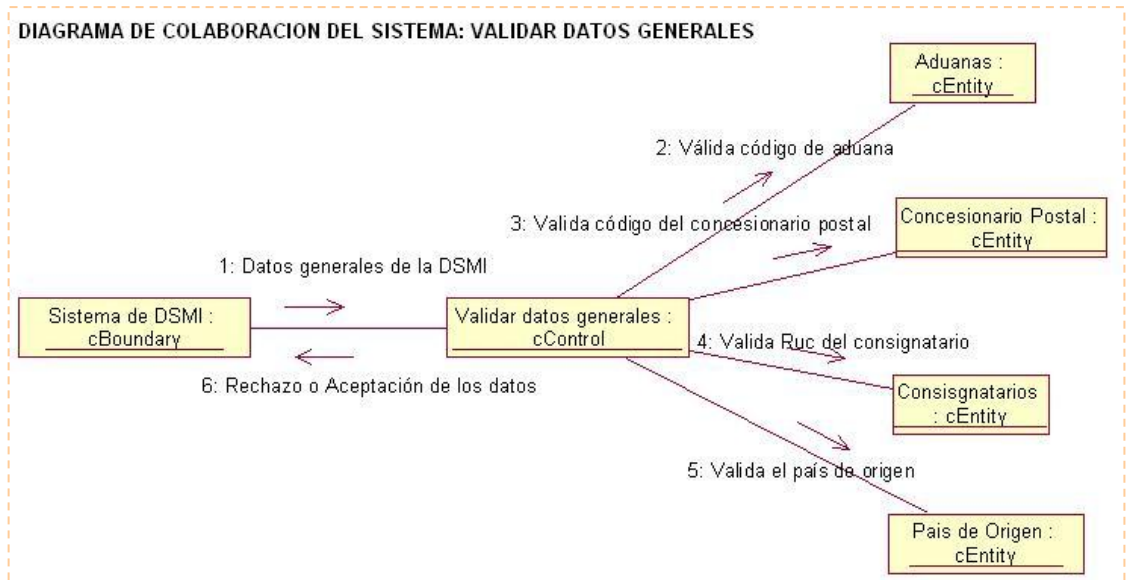 DIAGRAMA DE COLABORACION DEL SISTEMA: VALIDAR DATOS GENERALES
Aduanas :
cEntity
2: Válida código de aduana
3: Valida código del concesionario postal
Concesionario Postal :
cEntity
1: Datos generales de la DSMI
Sistema de DSMI :
cBoundary
Validar datos generales :
cControl
4: Valida Ruc del consignatario
6: Rechazo o Aceptación de los datos
Consisgnatarios
: cEntity
5: Valida el país de origen
Pais de Origen :
cEntity